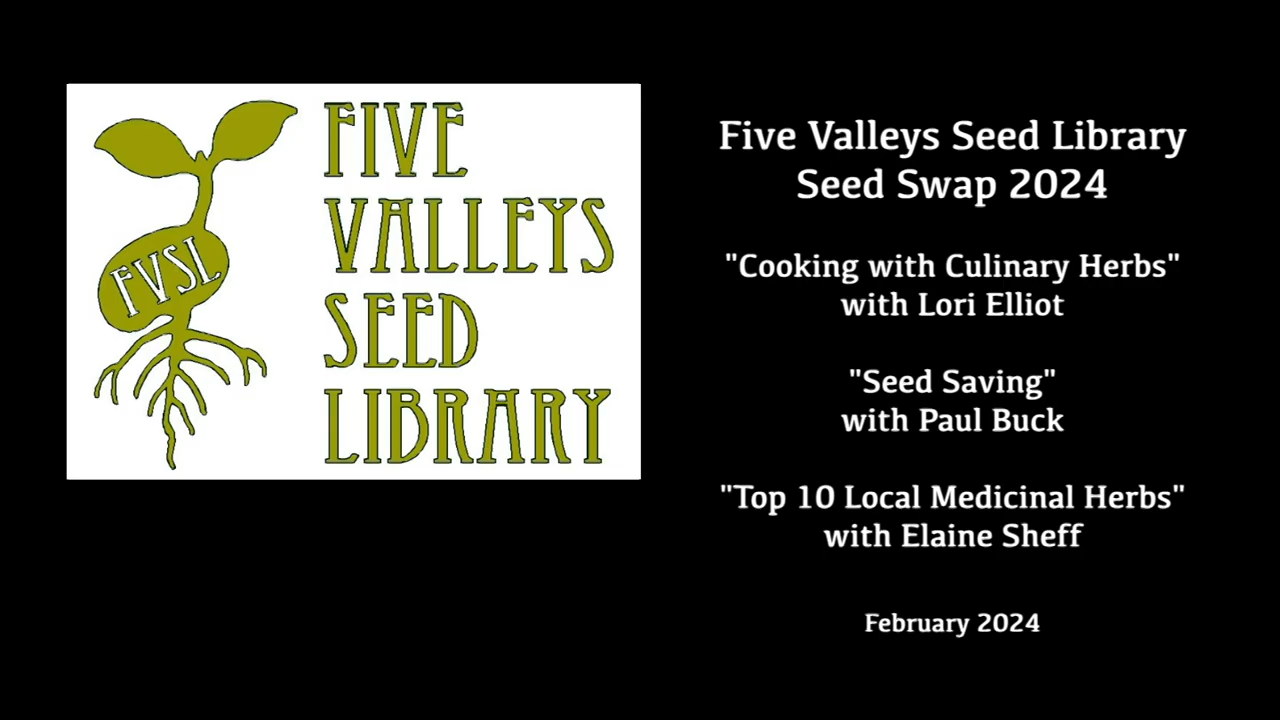 FIVE
VALLEYS
SEED
LIBRARY
FVSL
Five Valleys Seed Library
Seed Swap 2024
"Cooking with Culinary Herbs"
with Lori Elliot
"Seed Saving"
with Paul Buck
"Top 10 Local Medicinal Herbs"
with Elaine Sheff
February 2024